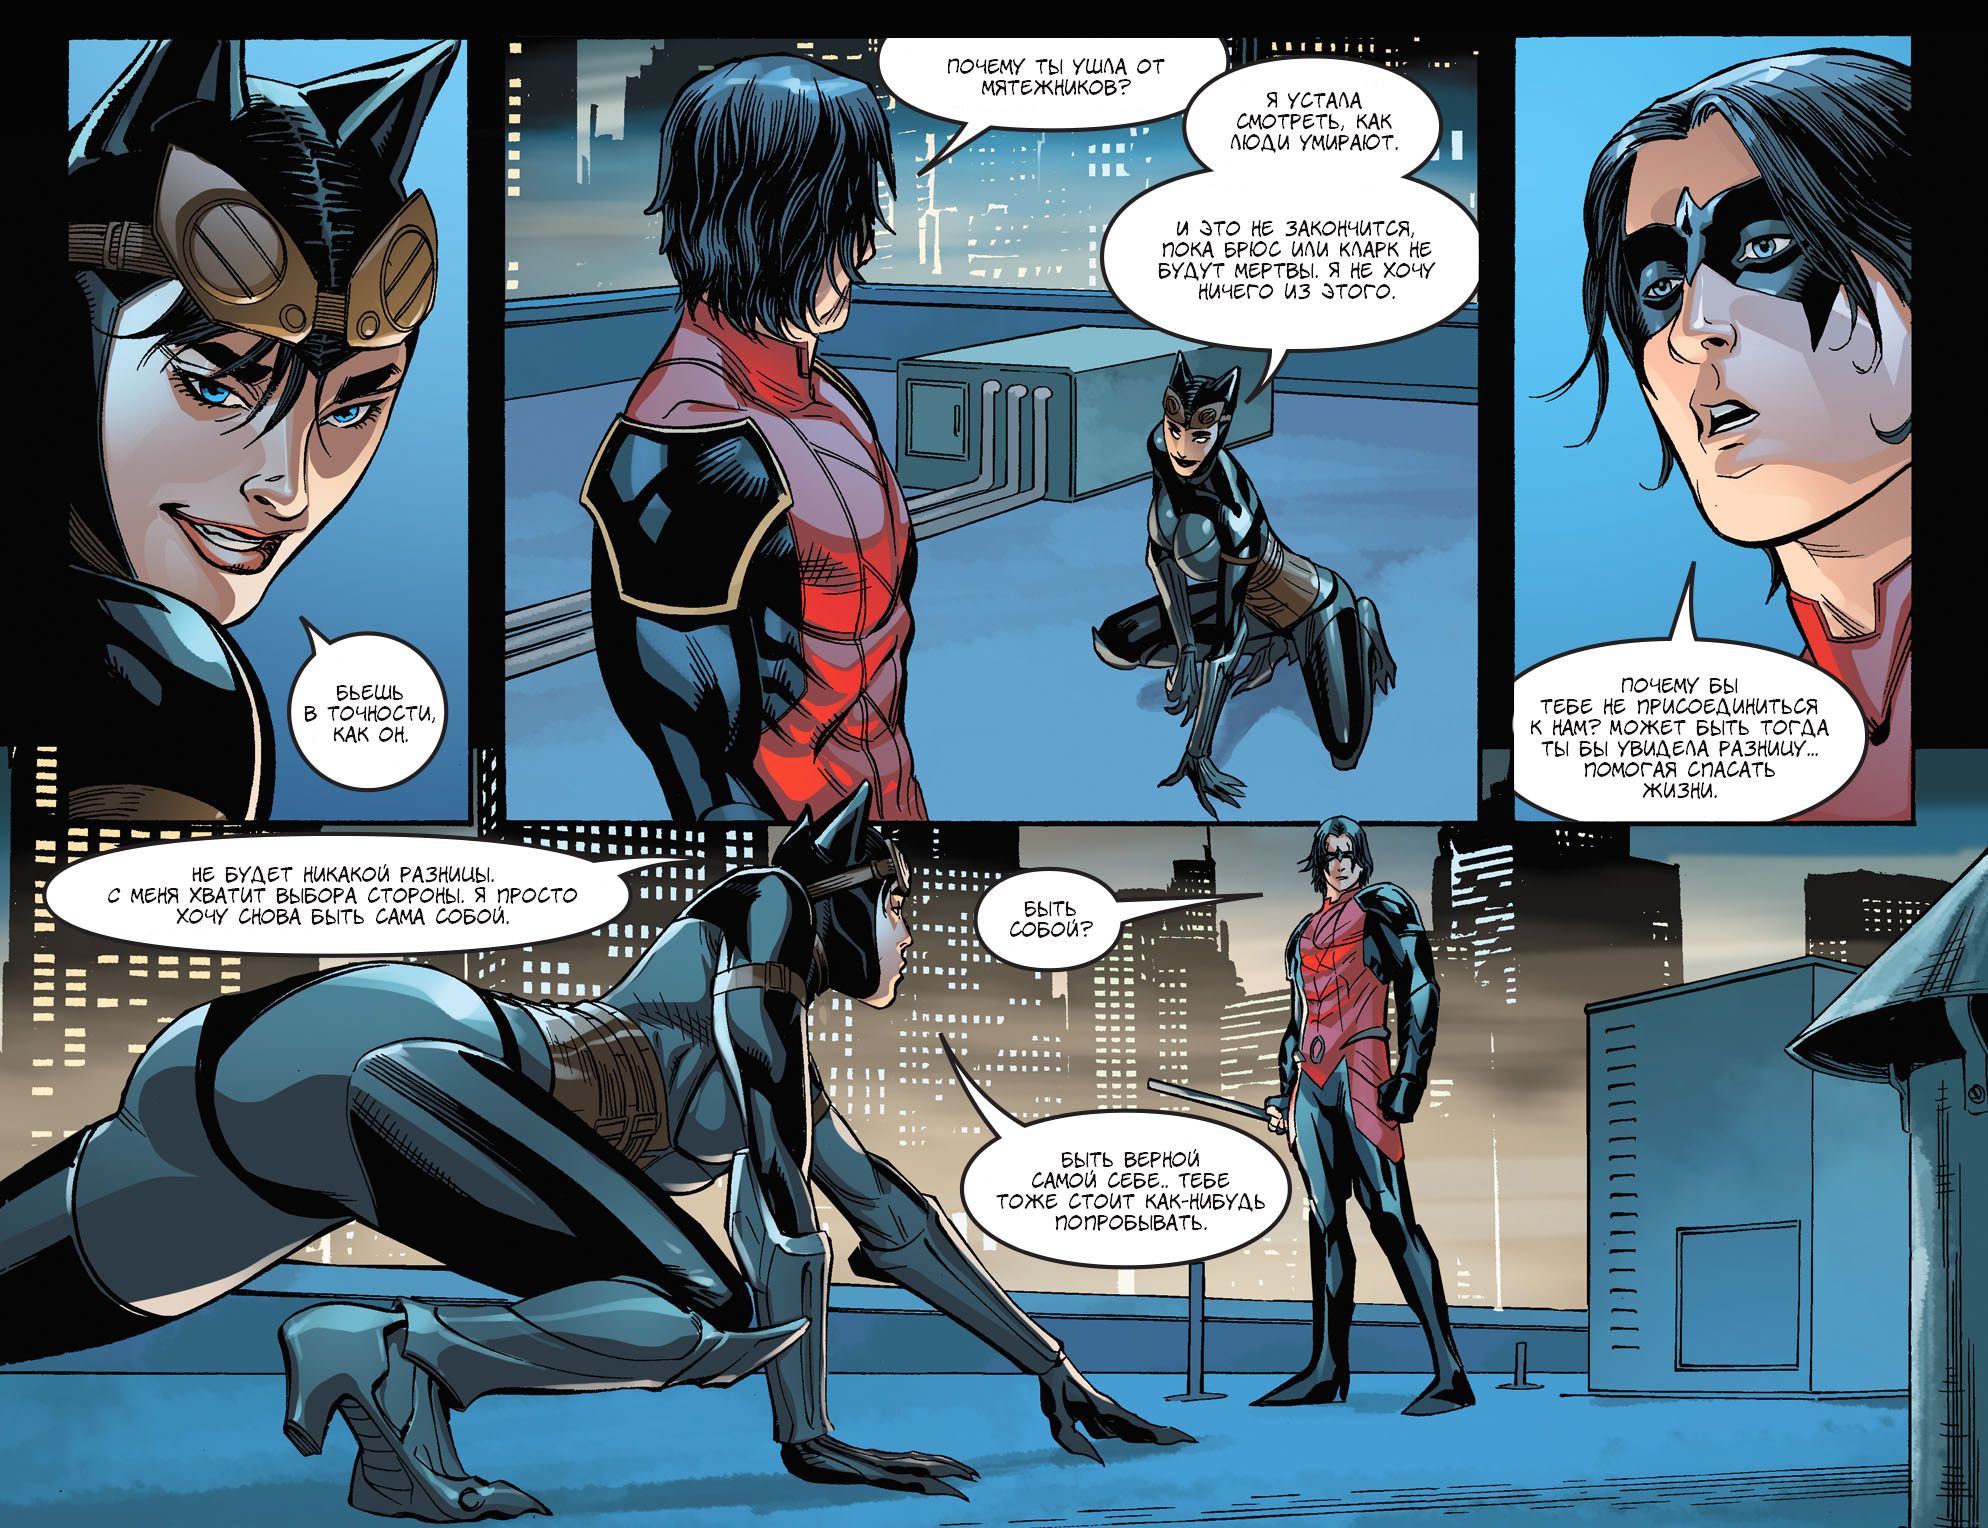 БЬЕШЬ
В ТОЧНОСТИ,
КАК ОН.
ПОЧЕМУ ТЫ УШЛА ОТ
МЯТЕЖНИКОВ?
Я УСТАЛА
СМОТРЕТЬ, КАК
ЛЮДИ УМИРАЮТ.
И ЭТО НЕ ЗАКОНЧИТСЯ,
ПОКА БРЮС ИЛИ КЛАРК НЕ
БУДУТ МЕРТВЫ. Я НЕ ХОЧУ
НИЧЕГО ИЗ ЭТОГО.
ПОЧЕМУ БЫ
ТЕБЕ НЕ ПРИСОЕДИНИТЬСЯ
К НАМ? МОЖЕТ БЫТЬ ТОГДА
ТЫ БЫ УВИДЕЛА РАЗНИЦУ...
ПОМОГАЯ СПАСАТЬ
ЖИЗНИ.
НЕ БУДЕТ НИКАКОЙ РАЗНИЦЫ.
С МЕНЯ ХВАТИТ ВЫБОРА СТОРОНЫ. Я ПРОСТО
ХОЧУ СНОВА БЫТЬ САМА СОБОЙ.
БЫТЬ
СОБОЙ?
БЫТЬ ВЕРНОЙ
САМОЙ СЕБЕ.. ТЕБЕ
ТОЖЕ СТОИТ КАК-НИБУДЬ
ПОПРОБЫВАТЬ.